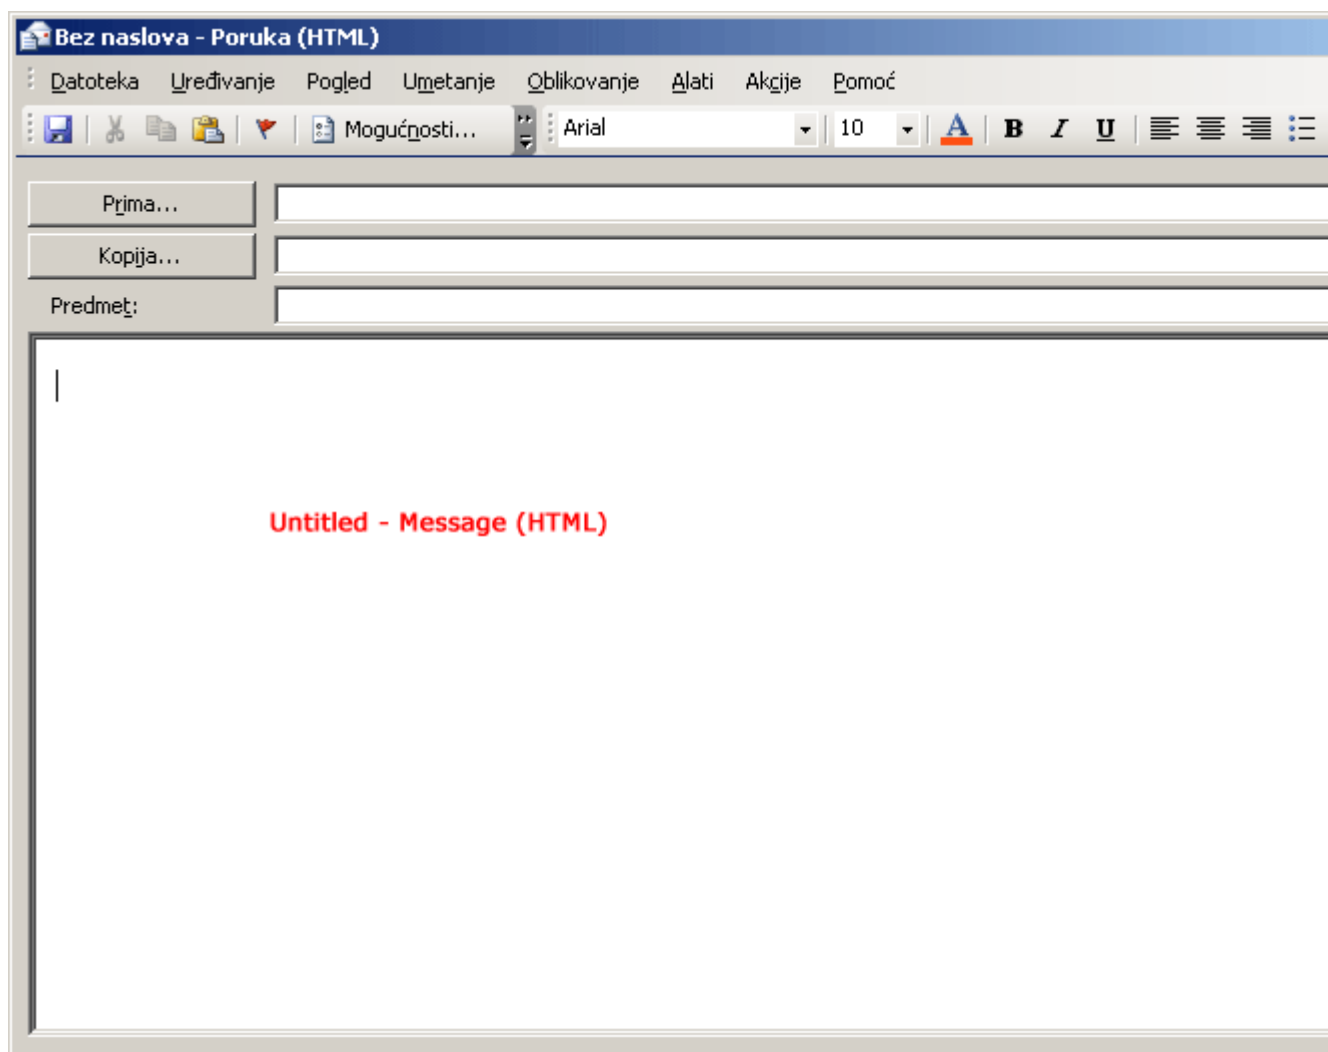 Bez naslova - Poruka (HTML)
Datoteka Uređivanje Pogled Umetanje Oblikovanje Alati Akcije Pomoć
Mogućnosti... Arial 10 A B I U
Prima...
Kopija...
Predmet:
Untitled - Message (HTML)